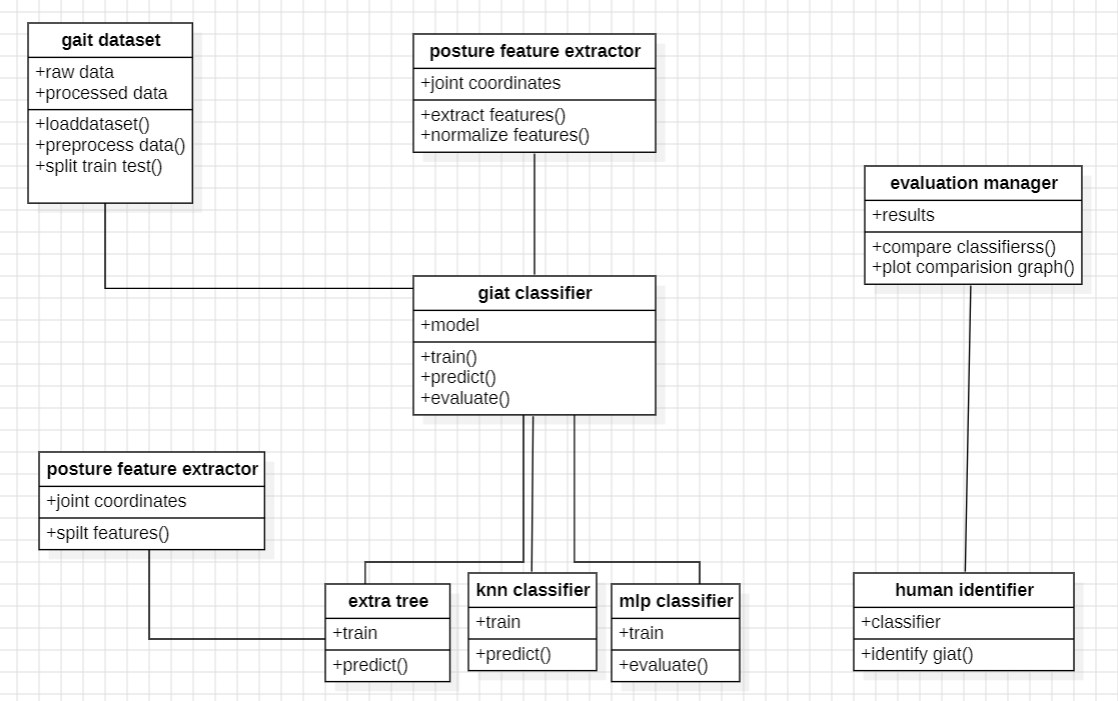 gait dataset
+raw data
+processed data
+loaddataset()
+preprocess data()
+split train test()
posture feature extractor
+joint coordinates
+extract features()
+normalize features()
evaluation manager
+results
+compare classifierss()
+plot comparision graph()
giat classifier
+model
+train()
+predict()
+evaluate()
posture feature extractor
+joint coordinates
+spilt features()
extra tree
+train
+predict()
knn classifier
+train
+predict()
mlp classifier
+train
+evaluate()
human identifier
+classifier
+identify giat()